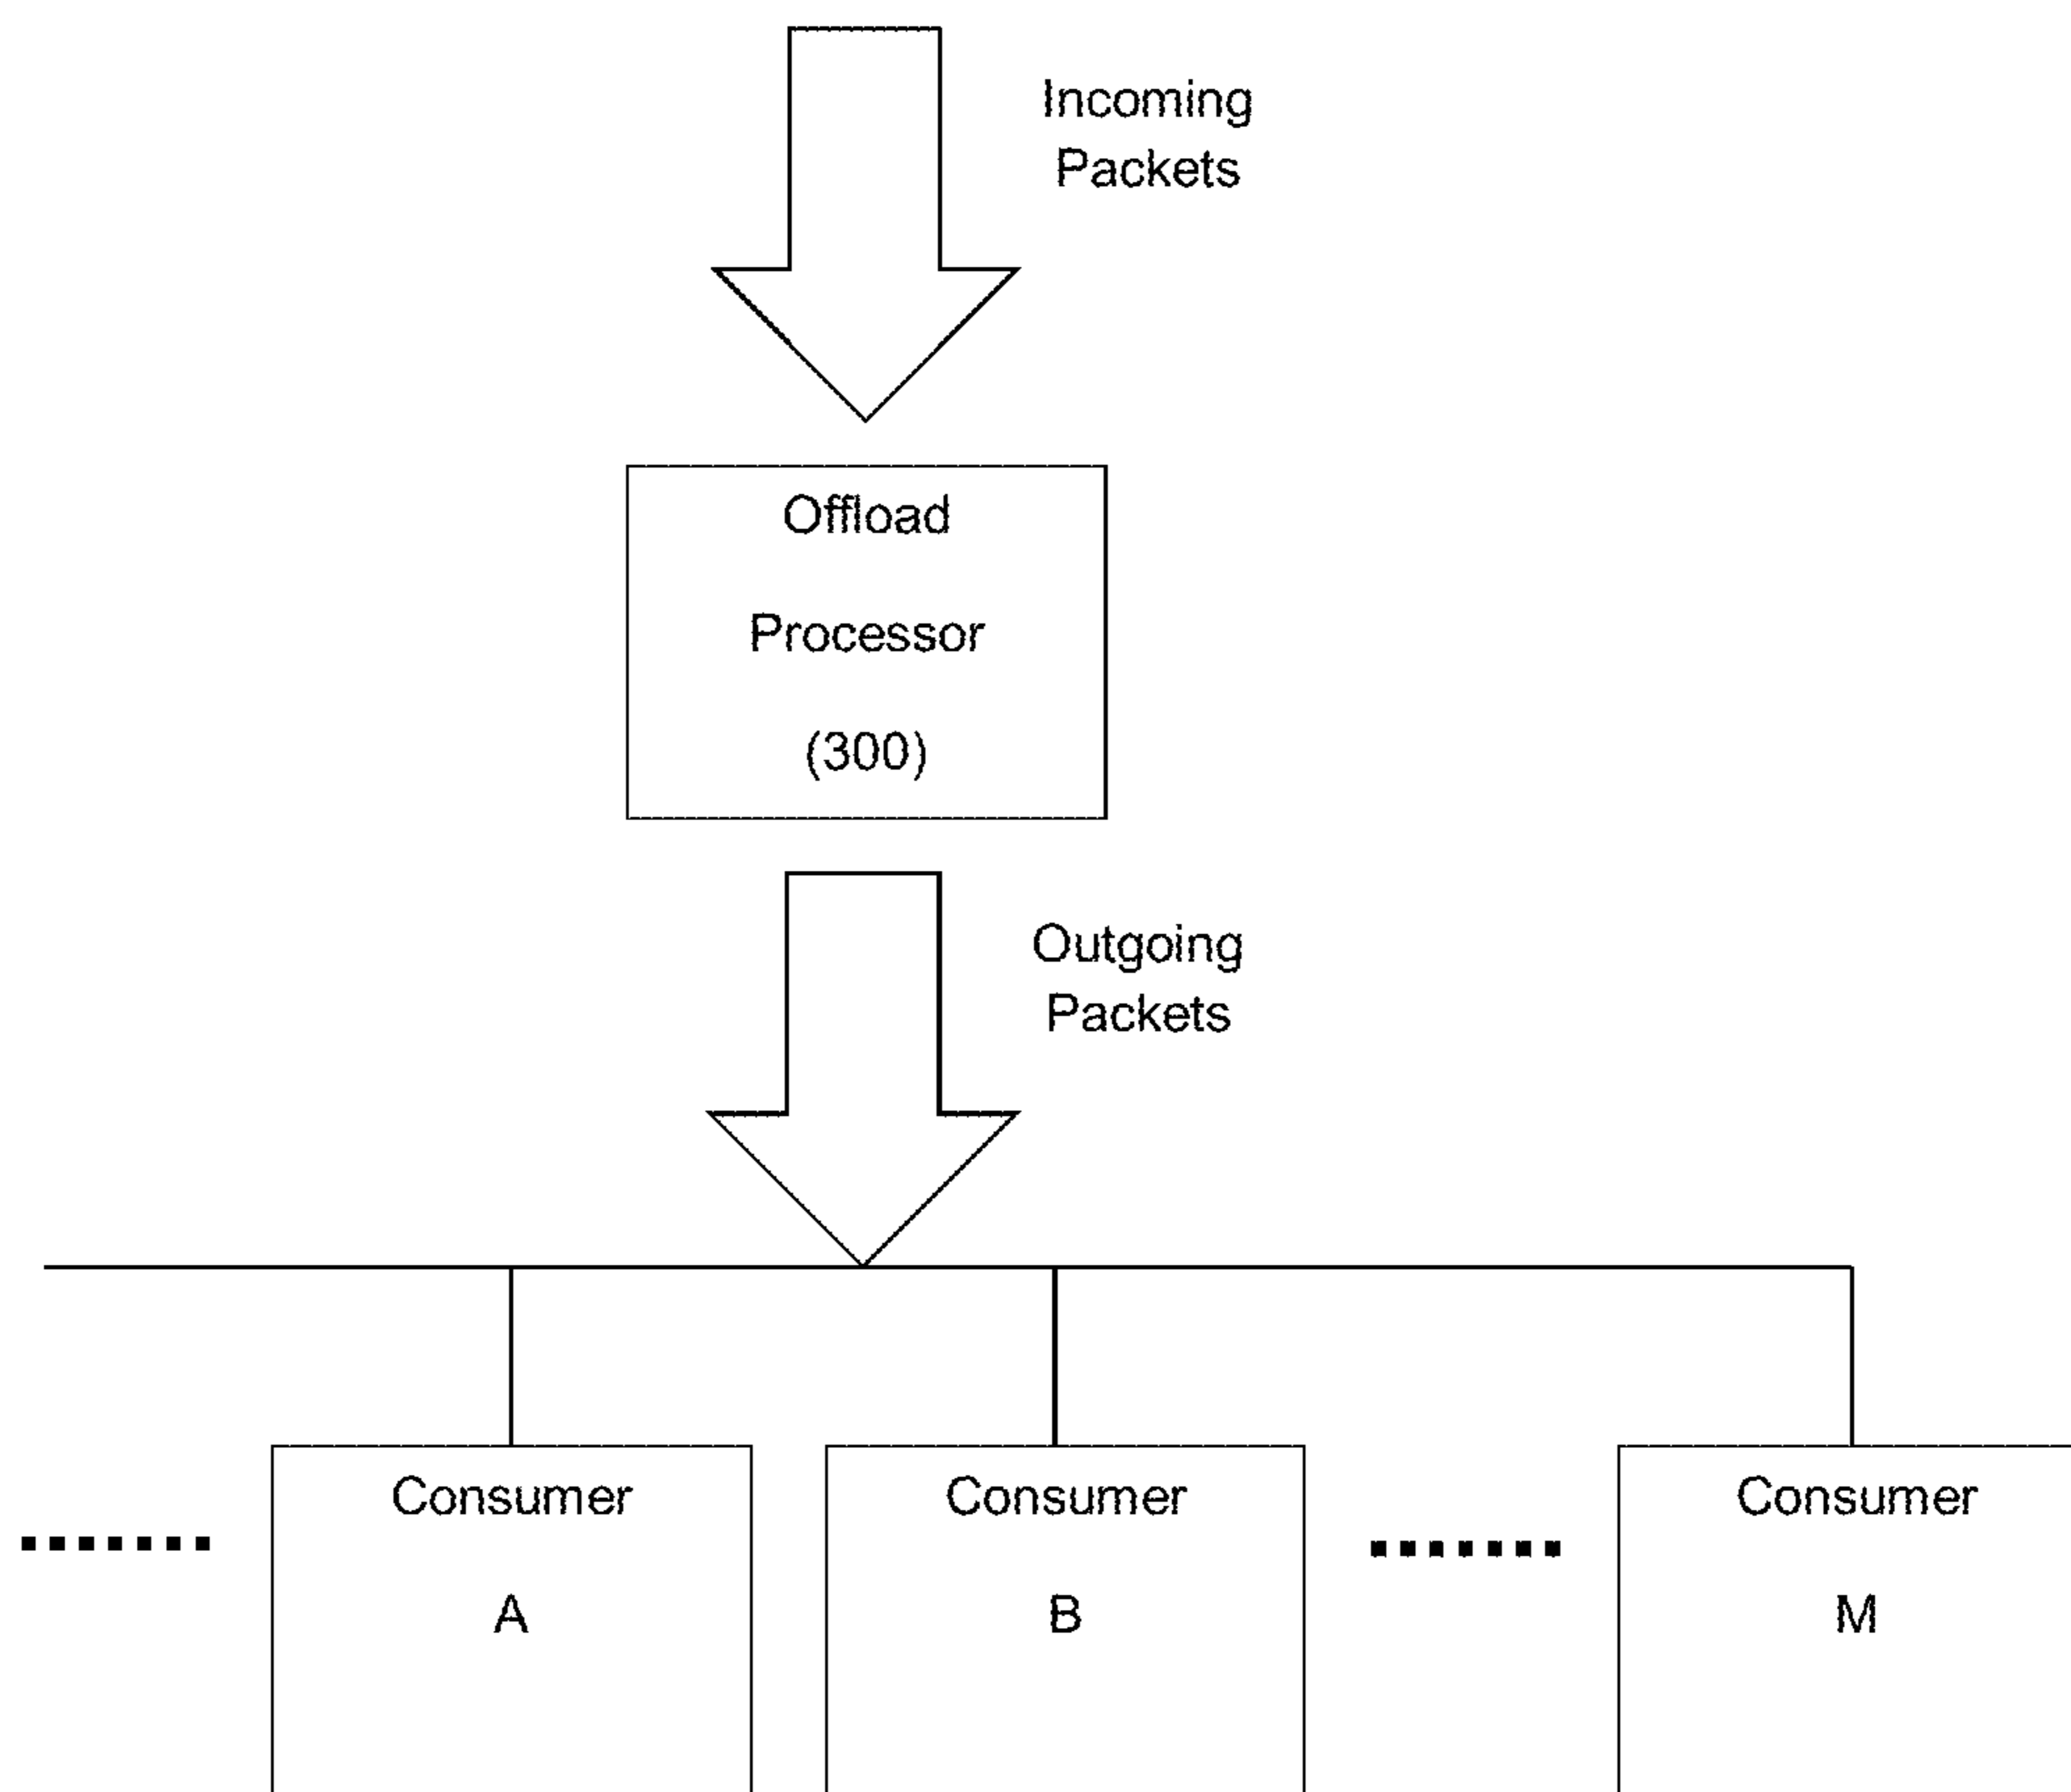 Incoming
Packets
Offload
Processor
(300)
Outgoing
Packets
Consumer
A
Consumer
B
Consumer
M